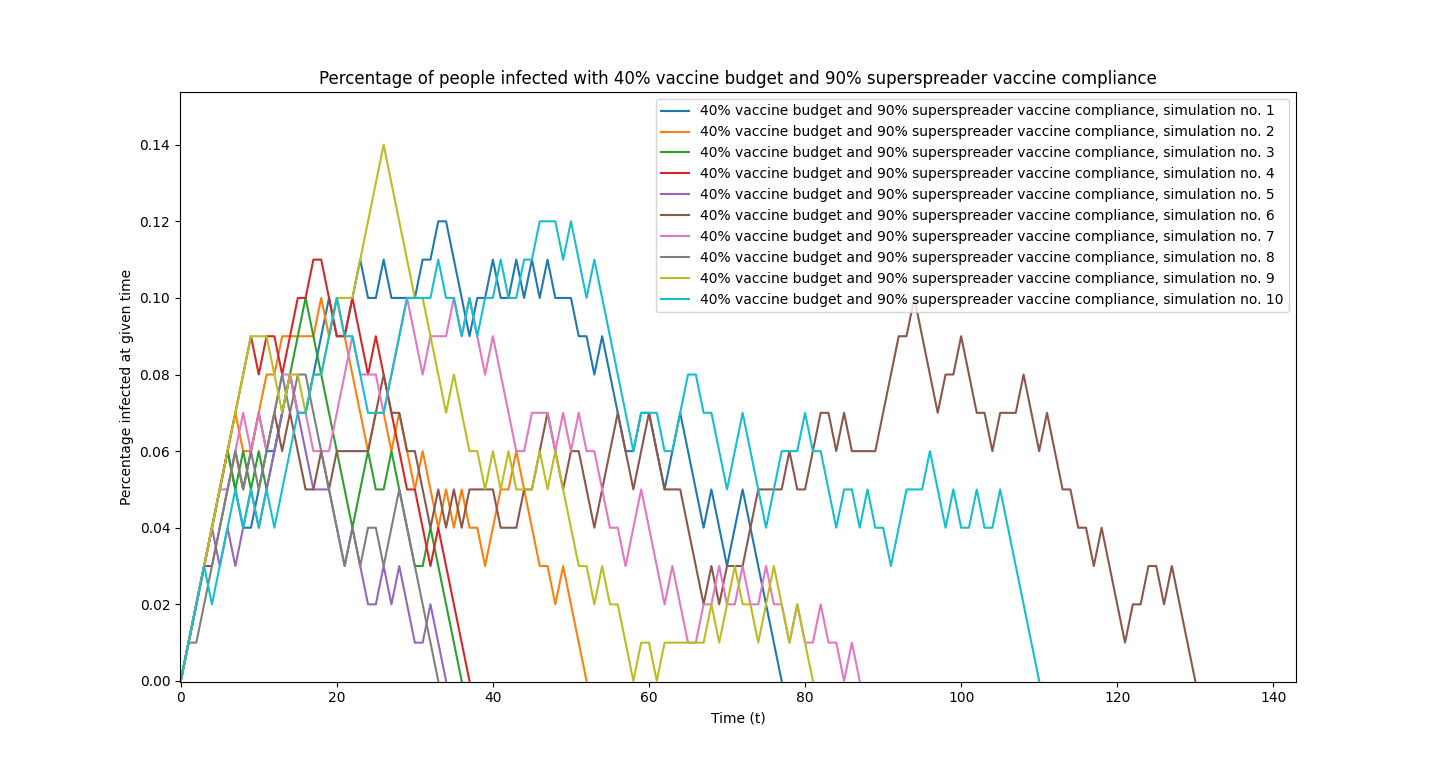 Percentage of people infected with 40% vaccine budget and 90% superspreader vaccine compliance
40% vaccine budget and 90% superspreader vaccine compliance, simulation no. 1
40% vaccine budget and 90% superspreader vaccine compliance, simulation no. 2
40% vaccine budget and 90% superspreader vaccine compliance, simulation no. 3
40% vaccine budget and 90% superspreader vaccine compliance, simulation no. 4
40% vaccine budget and 90% superspreader vaccine compliance, simulation no. 5
40% vaccine budget and 90% superspreader vaccine compliance, simulation no. 6
40% vaccine budget and 90% superspreader vaccine compliance, simulation no. 7
40% vaccine budget and 90% superspreader vaccine compliance, simulation no. 8
40% vaccine budget and 90% superspreader vaccine compliance, simulation no. 9
40% vaccine budget and 90% superspreader vaccine compliance, simulation no. 10
Percentage infected at given time
0.14
0.12
0.10
0.08
0.06
0.04
0.02
0.00
0 20 40 60 80 100 120 140
Time (t)